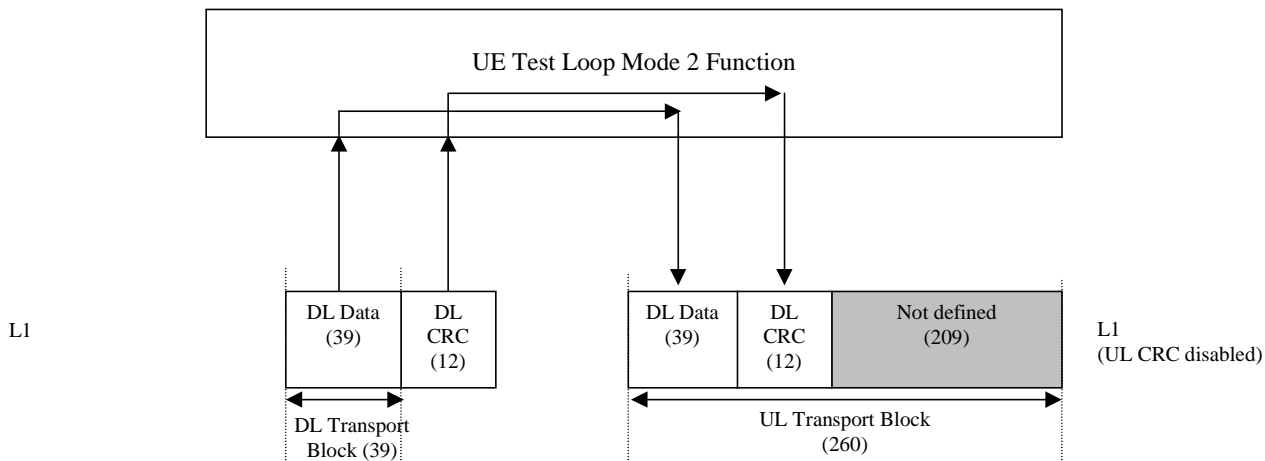 UE Test Loop Mode 2 Function
L1
DL Data
(39)
DL
CRC
(12)
DL Data
(39)
DL
CRC
(12)
Not defined
(209)
L1
(UL CRC disabled)
DL Transport
Block (39)
UL Transport Block
(260)